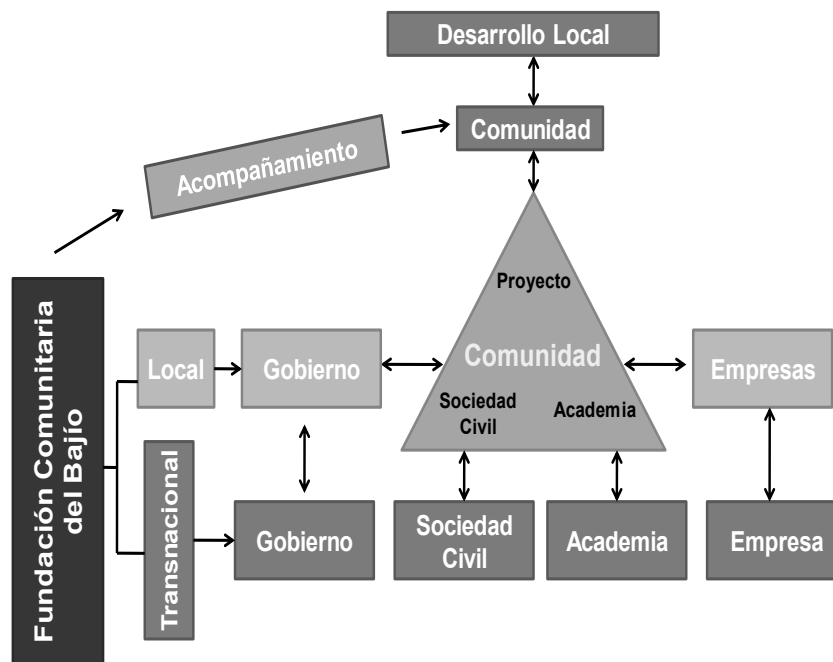 Desarrollo Local
Comunidad
Acompañamiento
Proyecto
Comunidad
Sociedad
Civil
Academia
Fundación Comunitaria
del Bajío
Local
Gobierno
Empresas
Transnacional
Gobierno
Sociedad
Civil
Academia
Empresa